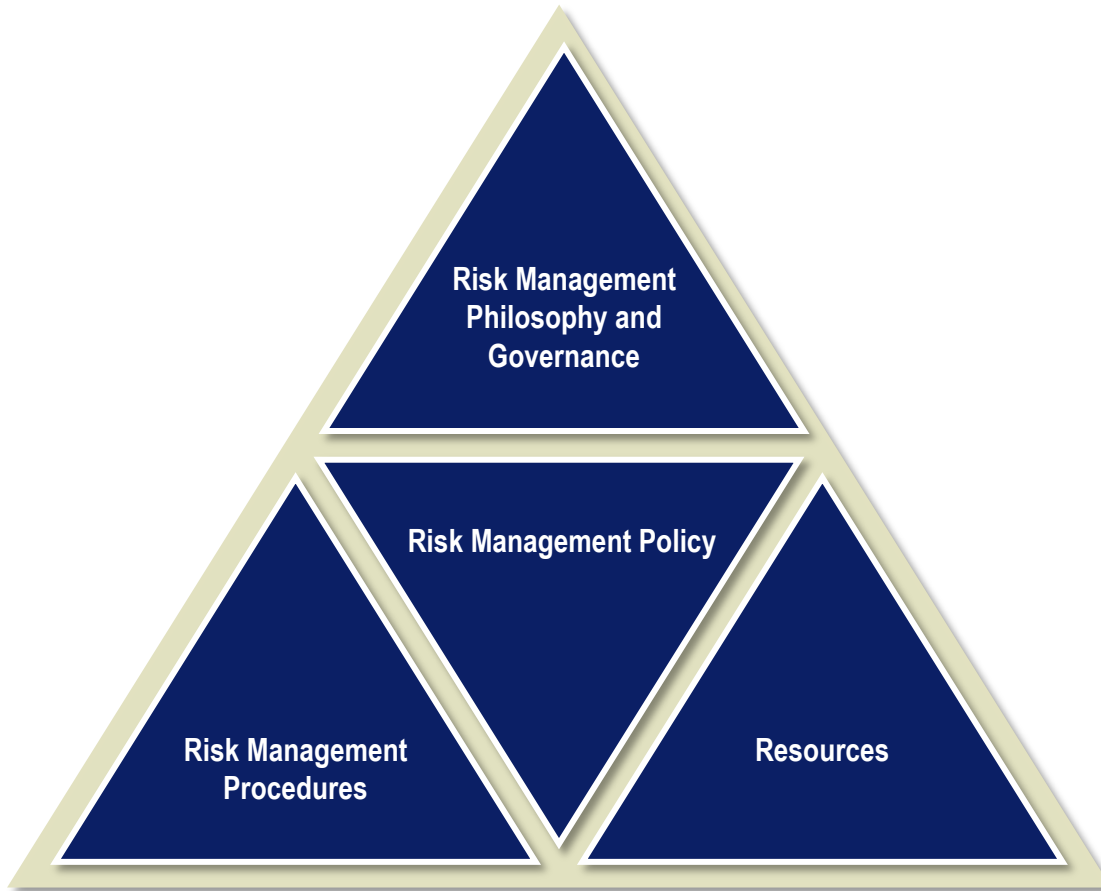 Risk Management
Philosophy and
Governance
Risk Management Policy
Risk Management
Procedures
Resources